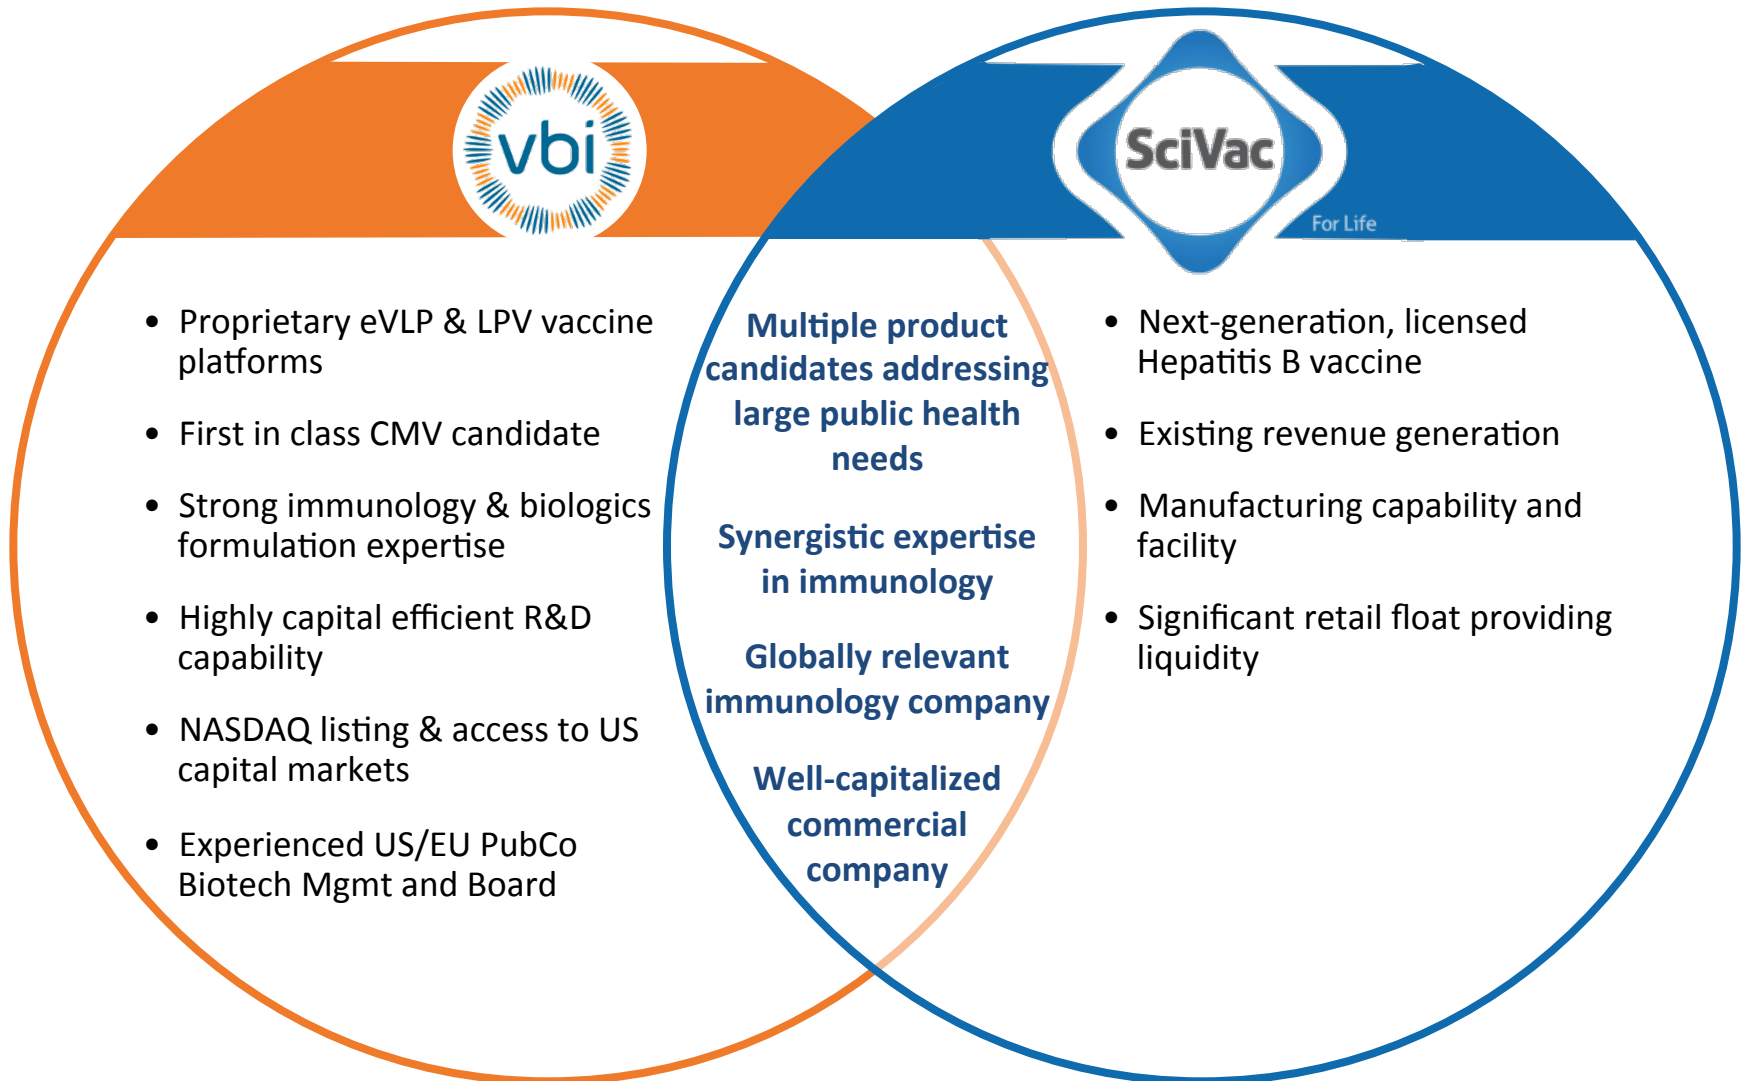 vbi
SciVac
For Life
• Proprietary eVLP & LPV vaccine
platforms
• First in class CMV candidate
• Strong immunology & biologics
formulation expertise
• Highly capital efficient R&D
capability
• NASDAQ listing & access to US
capital markets
• Experienced US/EU PubCo
Biotech Mgmt and Board
Multiple product
candidates addressing
large public health
needs
Synergistic expertise
in immunology
Globally relevant
immunology company
Well-capitalized
commercial
company
• Next-generation, licensed
Hepatitis B vaccine
• Existing revenue generation
• Manufacturing capability and
facility
• Significant retail float providing
liquidity